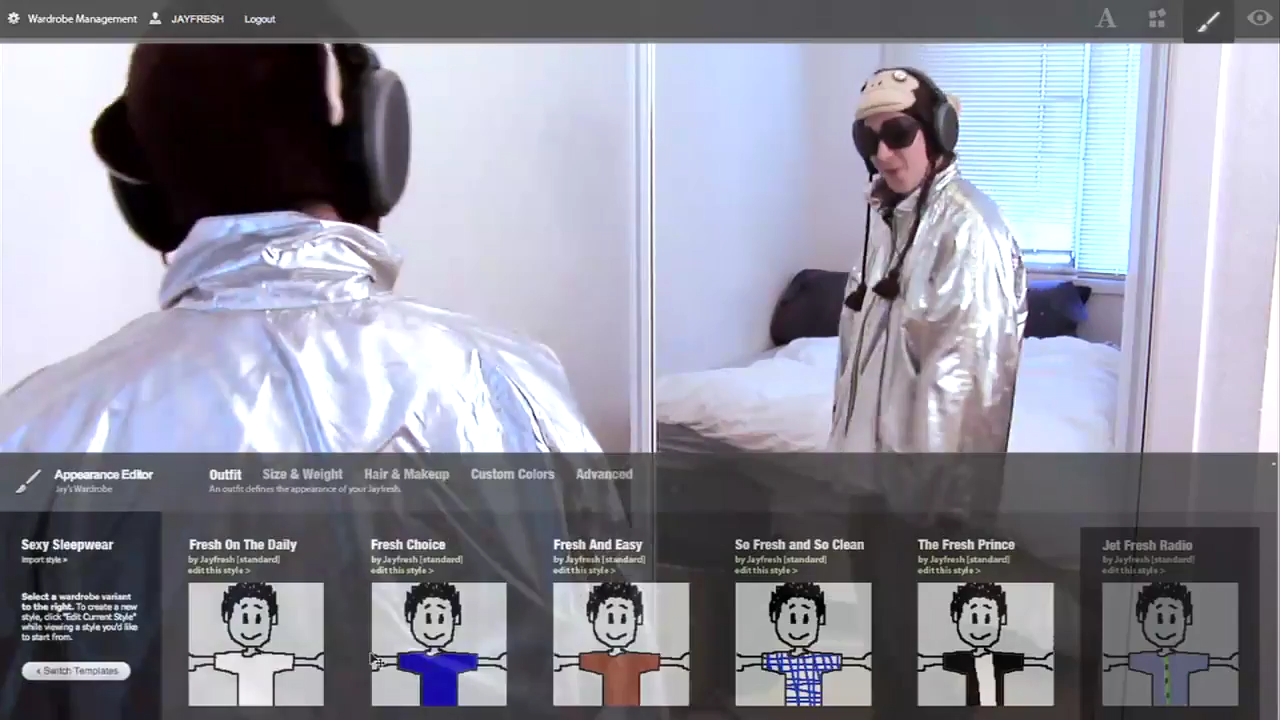 Wardrobe Management JAYFRESH Logout
A
Appearance Editor
Jay's Wardrobe
Outfit Size & Weight Hair & Makeup Custom Colors Advanced
An outfit defines the appearance of your Jayfresh.
Sexy Sleepwear
Import style »
Select a wardrobe variant
to the right. To create a new
style, click "Edit Current Style"
while viewing a style you'd like
to start from.
< Switch Templates
Fresh On The Daily
by Jayfresh [standard]
edit this style >
Fresh Choice
by Jayfresh [standard]
edit this style >
Fresh And Easy
by Jayfresh [standard]
edit this style >
So Fresh and So Clean
by Jayfresh [standard]
edit this style >
The Fresh Prince
by Jayfresh [standard]
edit this style >
Jet Fresh Radio
by Jayfresh [standard]
edit this style >